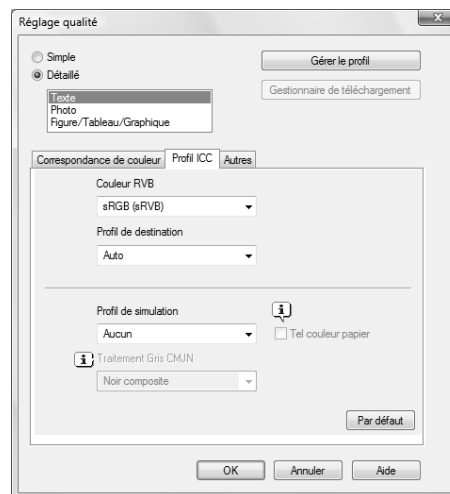 Réglage qualité
Simple
Détaillé
Gérer le profil
Gestionnaire de téléchargement
Texte
Photo
Figure/Tableau/Graphique
Correspondance de couleur
Profil ICC
Autres
Couleur RVB
sRGB (sRVB)
Profil de destination
Auto
Profil de simulation
Aucun
Tel couleur papier
Traitement Gris CMJN
Noir composite
Par défaut
OK
Annuler
Aide